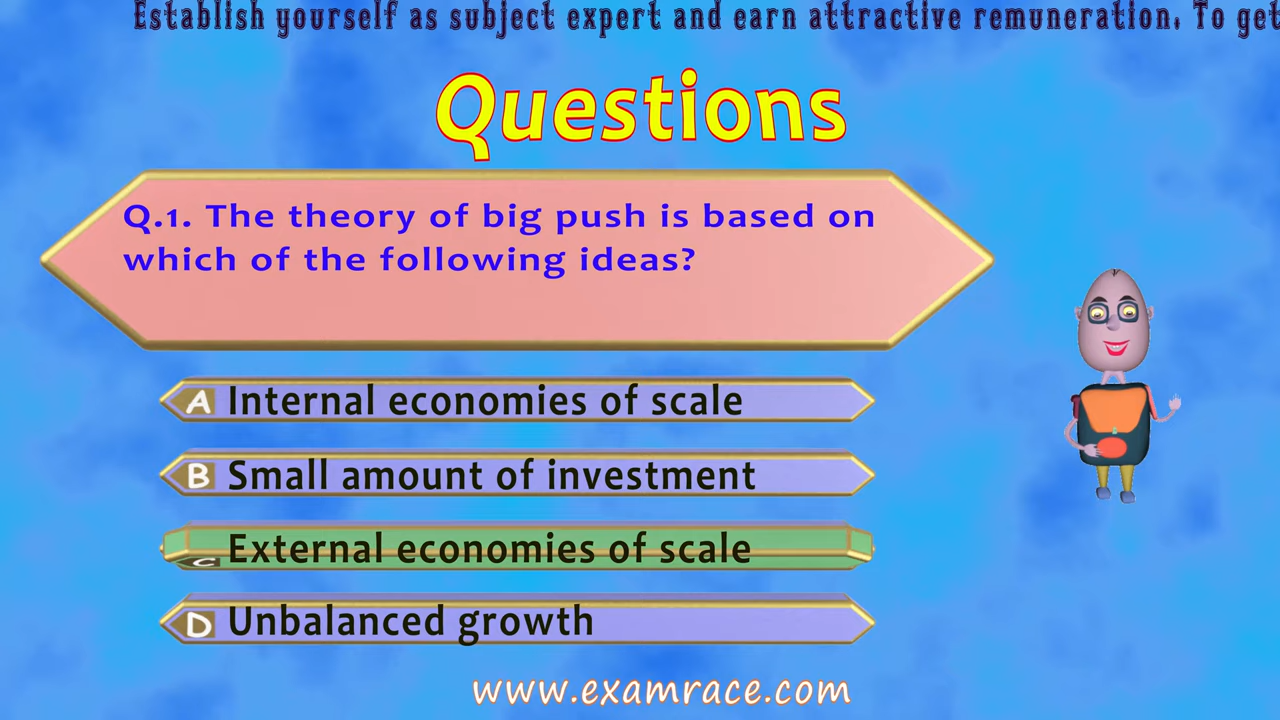 Establish yourself as subject expert and earn attractive remuneration. To get
Questions
Q.1. The theory of big push is based on
which of the following ideas?
A Internal economies of scale
B Small amount of investment
C External economies of scale
D Unbalanced growth
www.examrace.com